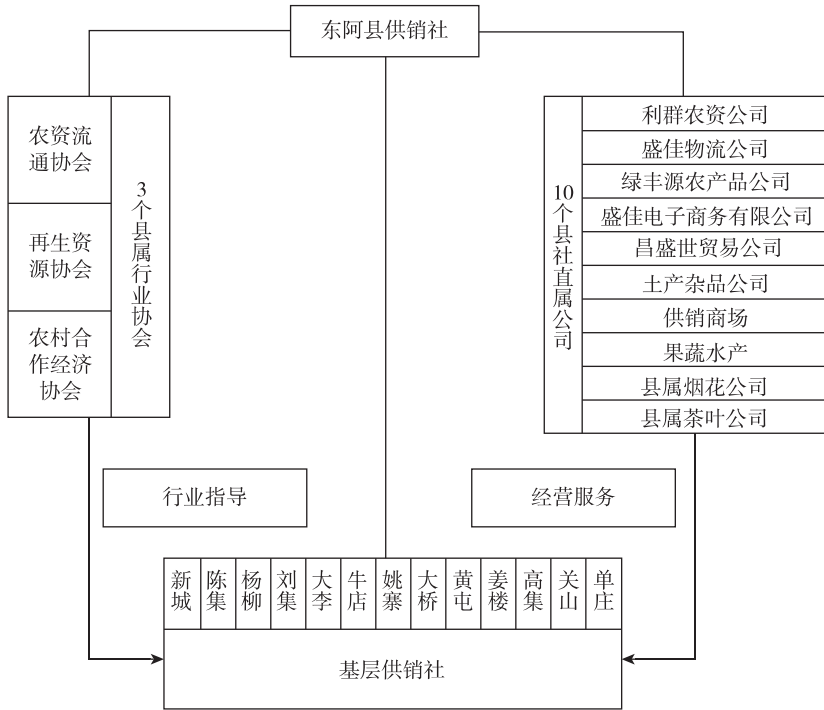 东阿县供销社
农资流
通协会
再生资
源协会
农村合
作经济
协会
3个县属行业协会
10个县社直属公司
利群农资公司
盛佳物流公司
绿丰源农产品公司
盛佳电子商务有限公司
昌盛世贸易公司
土产杂品公司
供销商场
果蔬水产
县属烟花公司
县属茶叶公司
行业指导
经营服务
新城
陈集
杨柳
刘集
大李
牛店
姚寨
大桥
黄屯
姜楼
高集
关山
单庄
基层供销社